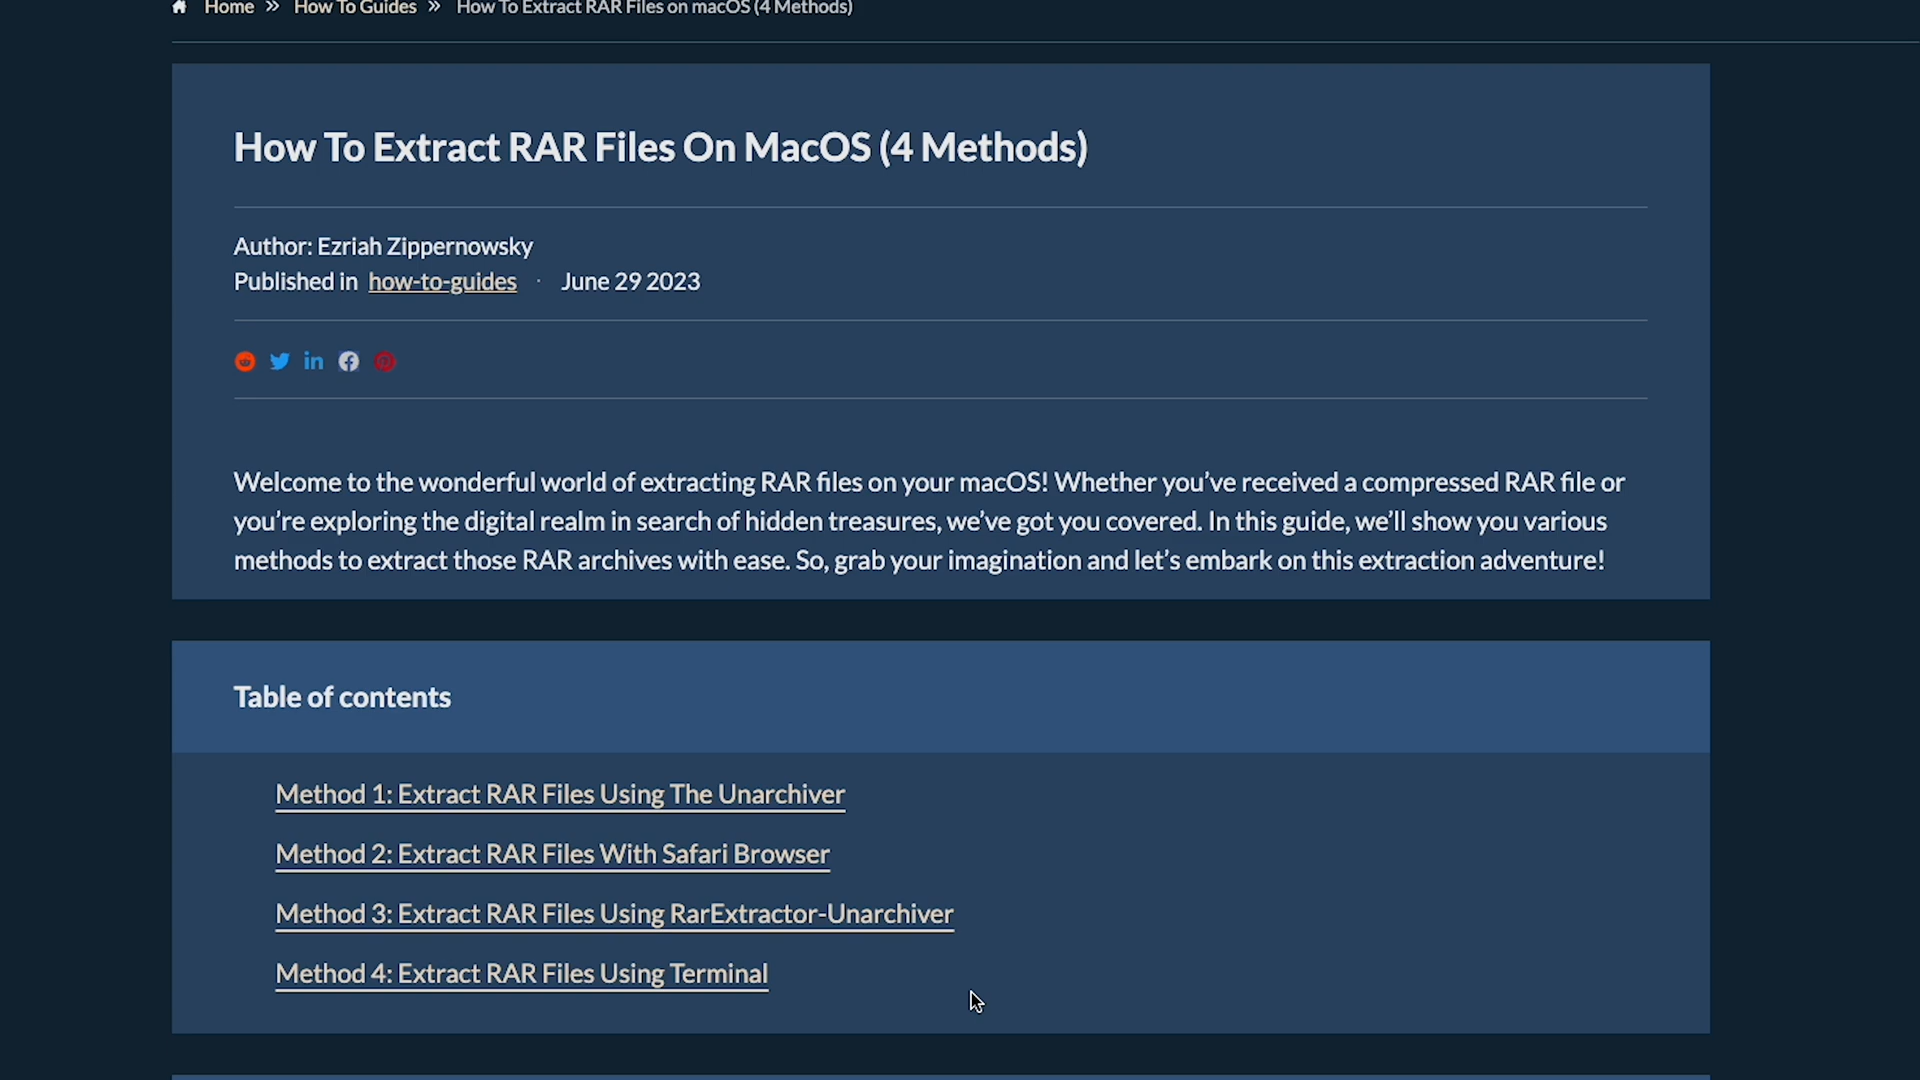 Home » How To Guides » How To Extract RAR Files on macOS (4 Methods)
How To Extract RAR Files On MacOS (4 Methods)
Author: Ezriah Zippernowsky
Published in how-to-guides · June 29 2023
Welcome to the wonderful world of extracting RAR files on your macOS! Whether you’ve received a compressed RAR file or
you’re exploring the digital realm in search of hidden treasures, we’ve got you covered. In this guide, we’ll show you various
methods to extract those RAR archives with ease. So, grab your imagination and let’s embark on this extraction adventure!
Table of contents
Method 1: Extract RAR Files Using The Unarchiver
Method 2: Extract RAR Files With Safari Browser
Method 3: Extract RAR Files Using RarExtractor-Unarchiver
Method 4: Extract RAR Files Using Terminal